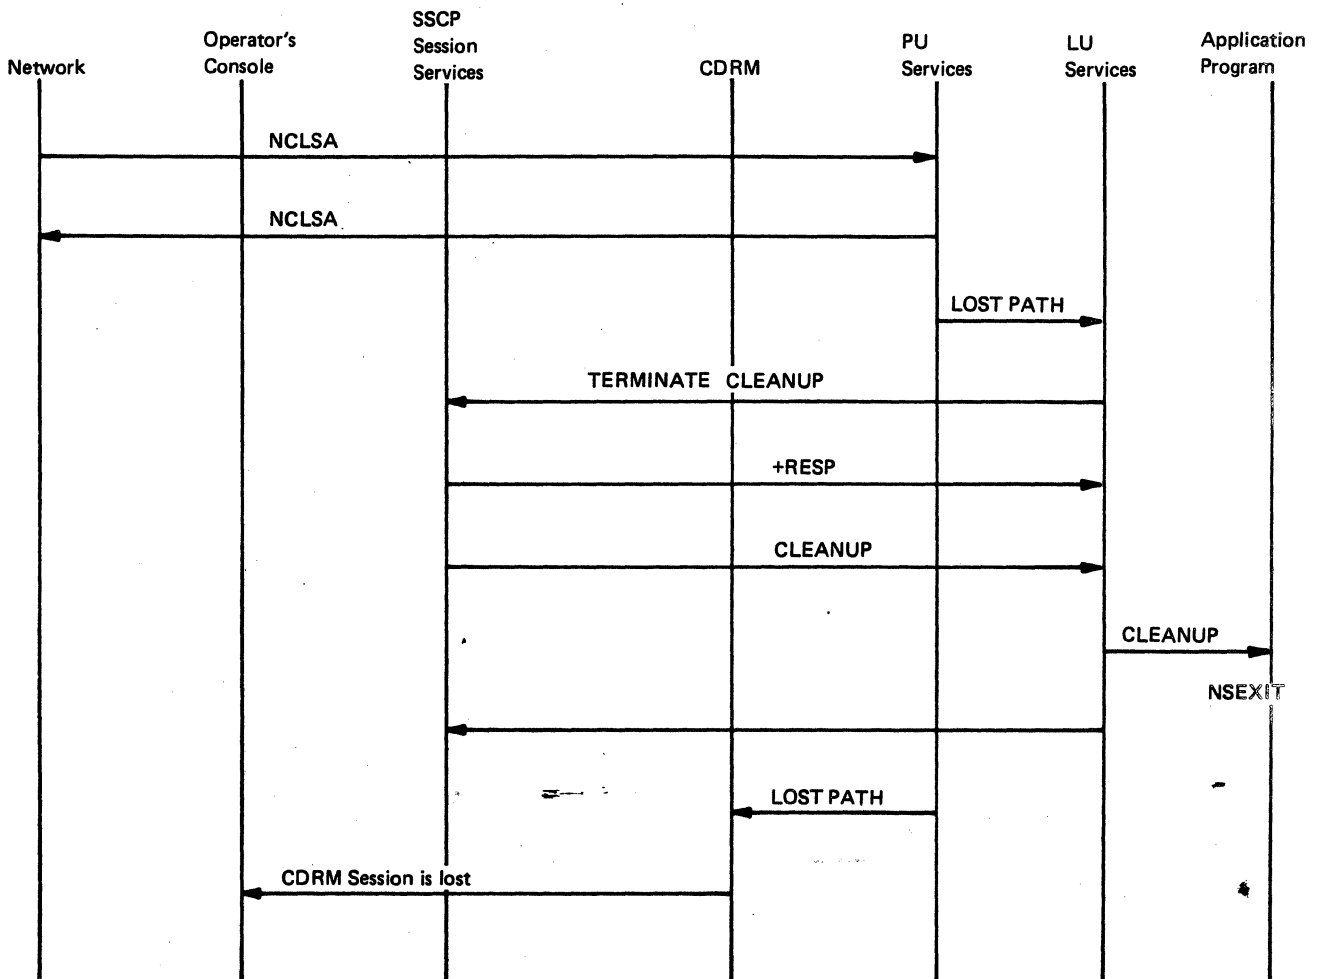 Network
Operator's
Console
SSCP
Session
Services
CDRM
PU
Services
LU
Services
Application
Program
NCLSA
NCLSA
LOST PATH
TERMINATE CLEANUP
+RESP
CLEANUP
CLEANUP
NSEXIT
LOST PATH
CDRM Session is lost